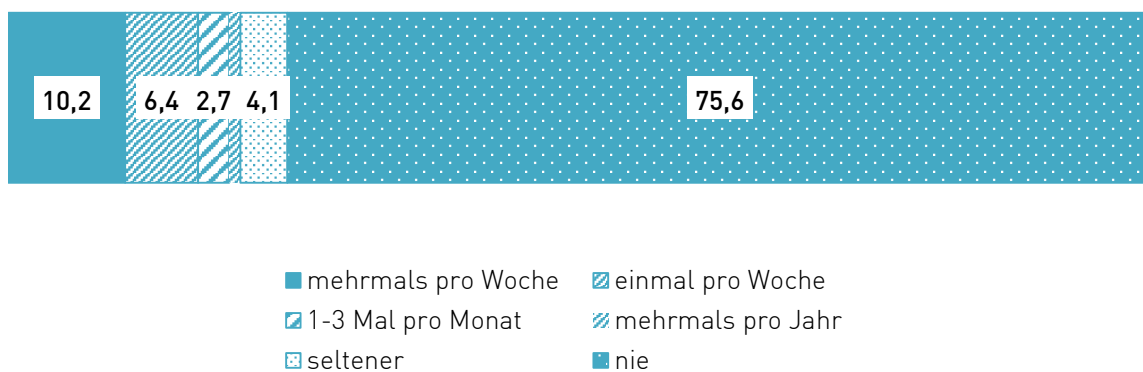 10,2 6,4 2,7 4,1 75,6
mehrmals pro Woche einmal pro Woche
1-3 Mal pro Monat mehrmals pro Jahr
seltener nie